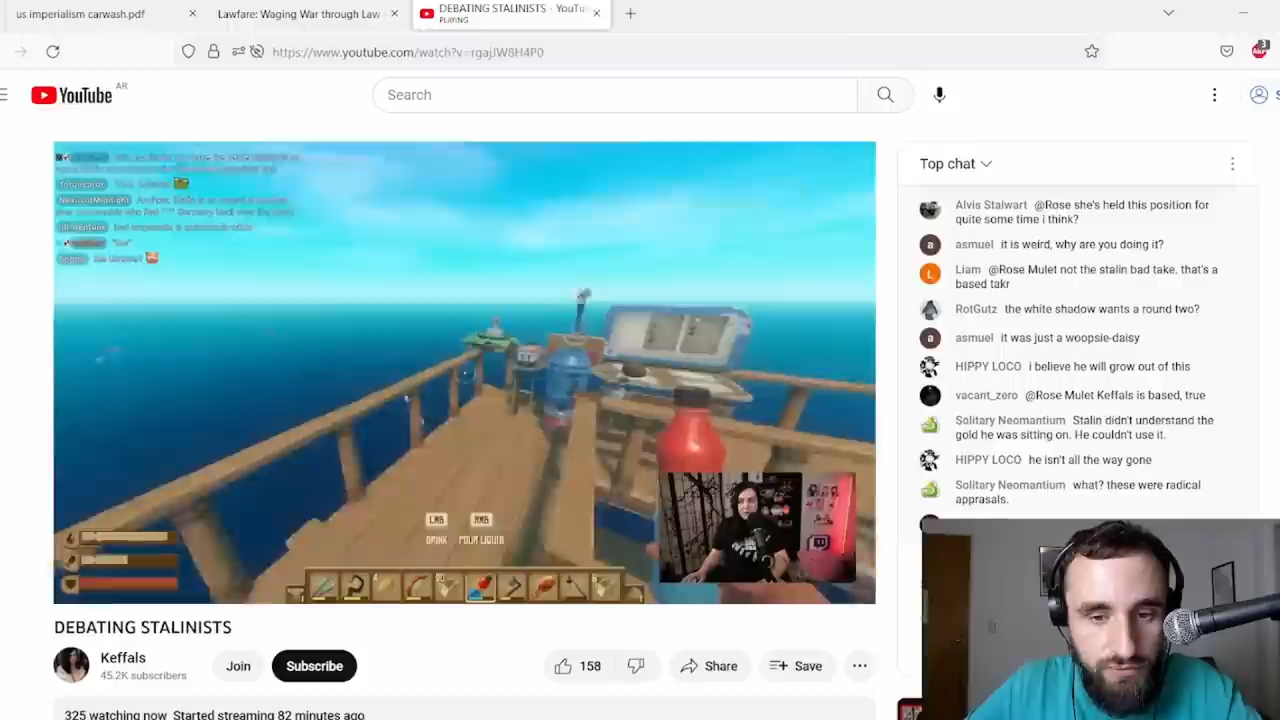 us imperialism carwash.pdf
Lawfare: Waging War through Law
DEBATING STALINISTS - YouTu
PLAYING
https://www.youtube.com/watch?v=rgajJW8H4P0
3
YouTube
AR
Search
Top chat
Alvis Stalwart @Rose she's held this position for
quite some time i think?
asmuel it is weird, why are you doing it?
Liam @Rose Mulet not the stalin bad take, that's a
based takr
RotGutz the white shadow wants a round two?
asmuel it was just a woopsie-daisy
HIPPY LOCO i believe he will grow out of this
vacant_zero @Rose Mulet Keffals is based, true
Solitary Neomantium Stalin didn't understand the
gold he was sitting on. He couldn't use it.
HIPPY LOCO he isn't all the way gone
Solitary Neomantium what? these were radical
apprasals.
LMB
RMB
DRINK
POUR LIQUID
DEBATING STALINISTS
Keffals
45.2K subscribers
Join
Subscribe
158
Share
Save
325 watching now Started streaming 82 minutes ago